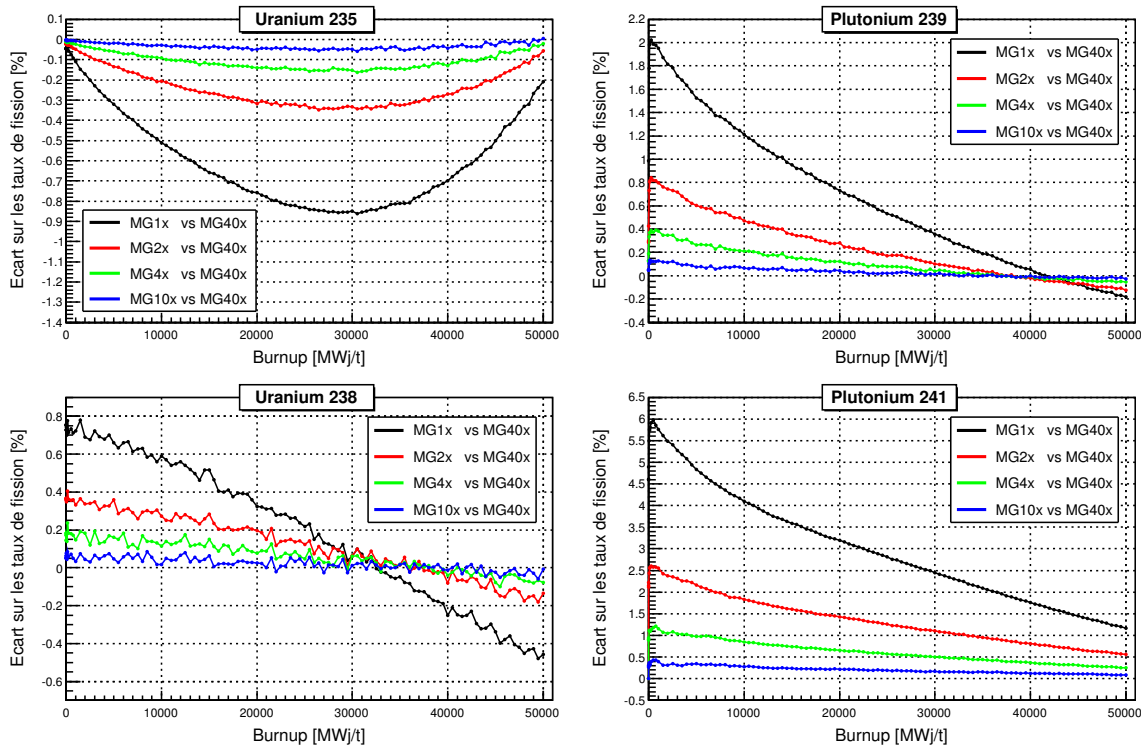 Uranium 235
Ecart sur les taux de fission [%]
0.1
0
-0.1
-0.2
-0.3
-0.4
-0.5
-0.6
-0.7
-0.8
-0.9
-1
-1.1
-1.2
-1.3
-1.4
MG1x vs MG40x
MG2x vs MG40x
MG4x vs MG40x
MG10x vs MG40x
0 10000 20000 30000 40000 50000
Burnup [MWj/t]
Plutonium 239
Ecart sur les taux de fission [%]
2.2
2
1.8
1.6
1.4
1.2
1
0.8
0.6
0.4
0.2
0
-0.2
-0.4
MG1x vs MG40x
MG2x vs MG40x
MG4x vs MG40x
MG10x vs MG40x
0 10000 20000 30000 40000 50000
Burnup [MWj/t]
Uranium 238
Ecart sur les taux de fission [%]
0.8
0.6
0.4
0.2
0
-0.2
-0.4
-0.6
MG1x vs MG40x
MG2x vs MG40x
MG4x vs MG40x
MG10x vs MG40x
0 10000 20000 30000 40000 50000
Burnup [MWj/t]
Plutonium 241
Ecart sur les taux de fission [%]
6.5
6
5.5
5
4.5
4
3.5
3
2.5
2
1.5
1
0.5
0
-0.5
MG1x vs MG40x
MG2x vs MG40x
MG4x vs MG40x
MG10x vs MG40x
0 10000 20000 30000 40000 50000
Burnup [MWj/t]